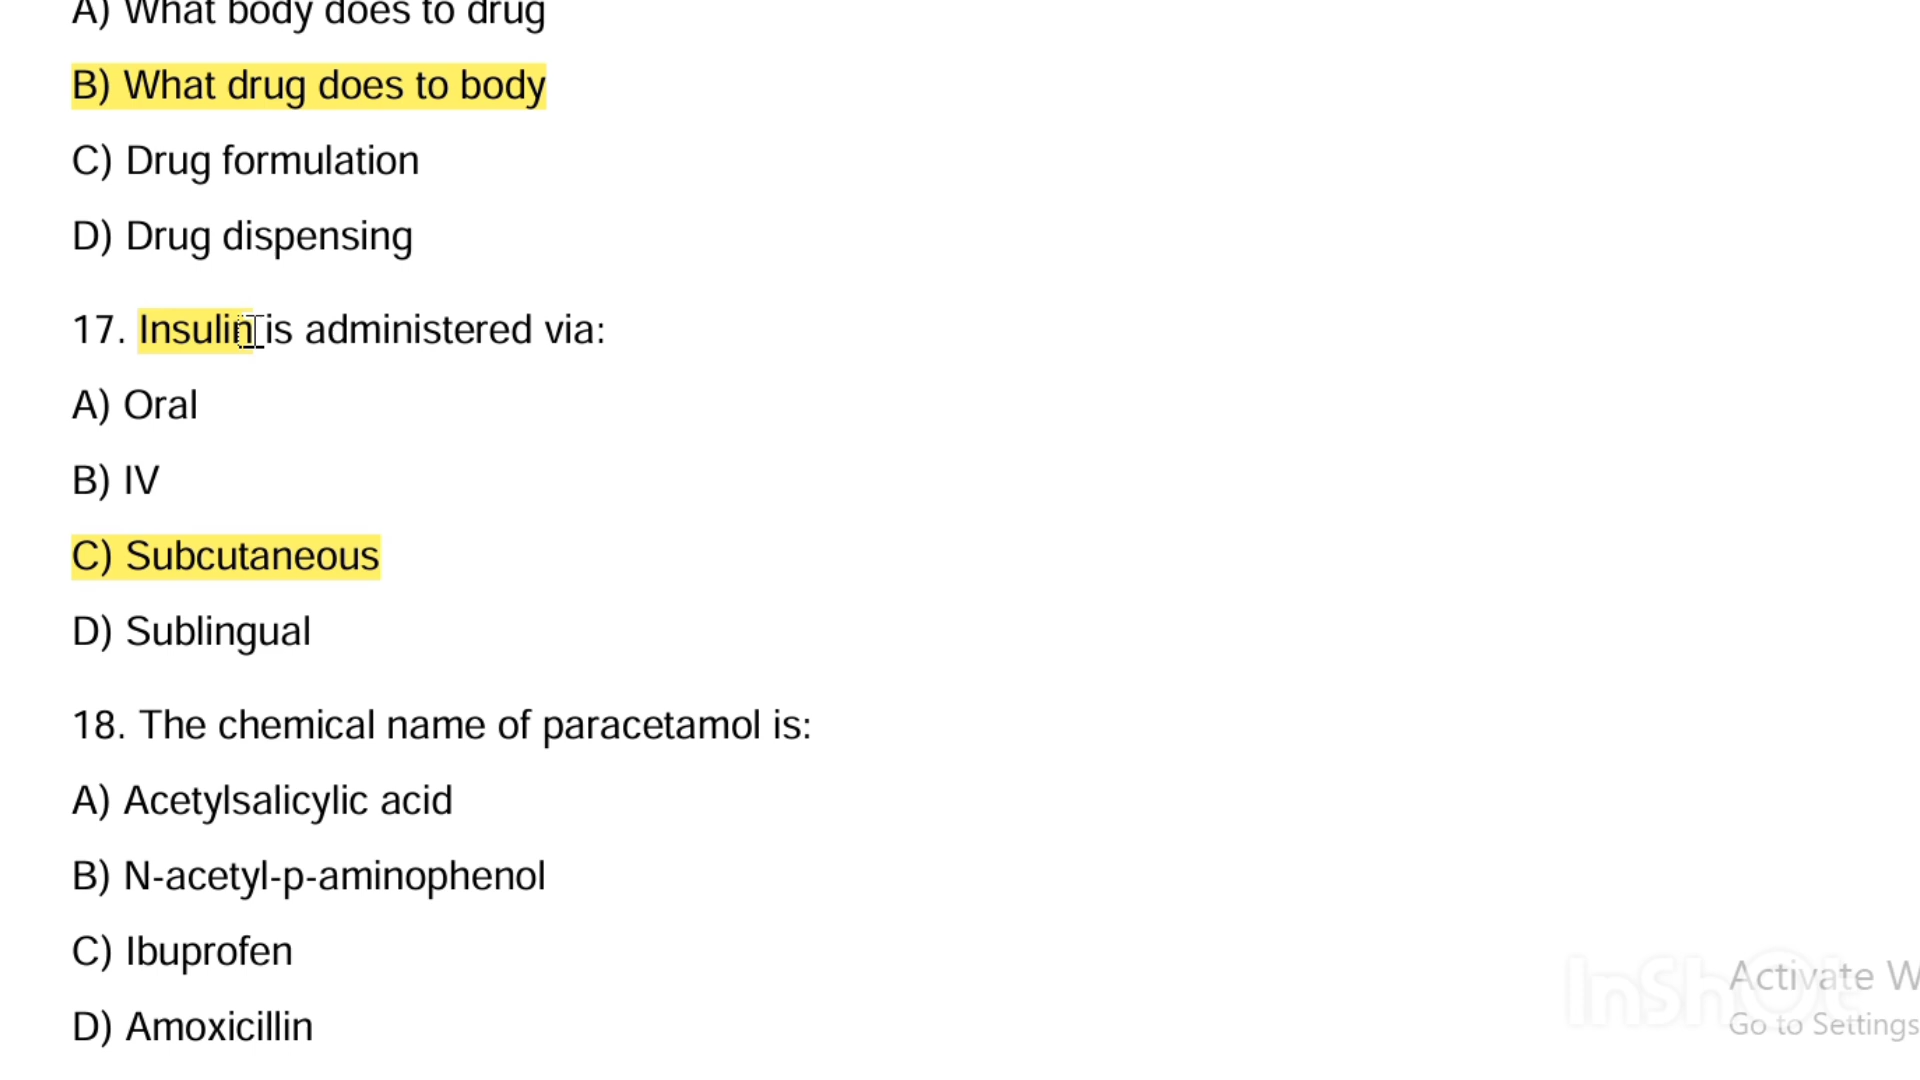 A) What body does to drug
B) What drug does to body
C) Drug formulation
D) Drug dispensing
17. Insulin is administered via:
A) Oral
B) IV
C) Subcutaneous
D) Sublingual
18. The chemical name of paracetamol is:
A) Acetylsalicylic acid
B) N-acetyl-p-aminophenol
C) Ibuprofen
D) Amoxicillin
InShOt
Activate W
Go to Settings